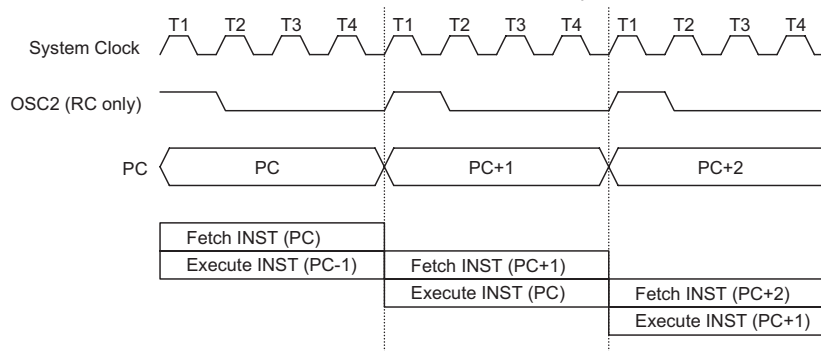 T1 T2 T3 T4 T1 T2 T3 T4 T1 T2 T3 T4
System Clock
OSC2 (RC only)
PC PC PC+1 PC+2
Fetch INST (PC)
Execute INST (PC-1) Fetch INST (PC+1)
Execute INST (PC) Fetch INST (PC+2)
Execute INST (PC+1)